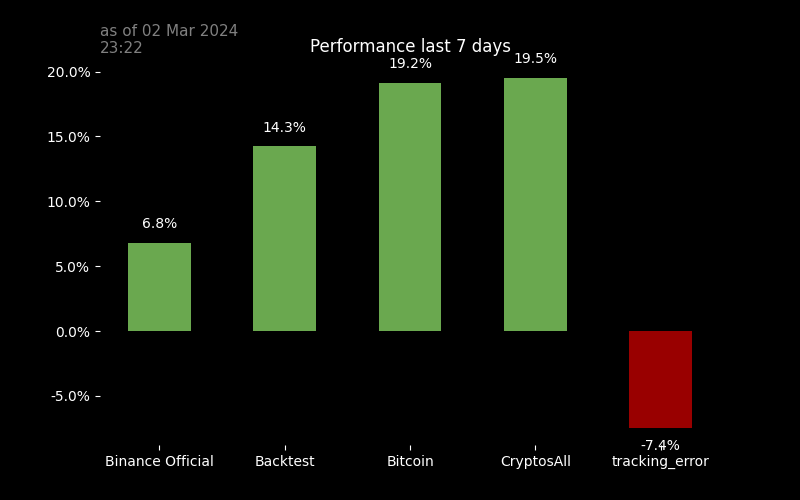 as of 02 Mar 2024
23:22
Performance last 7 days
20.0%
15.0%
10.0%
5.0%
0.0%
-5.0%
6.8%
14.3%
19.2%
19.5%
-7.4%
Binance Official
Backtest
Bitcoin
CryptosAll
tracking_error